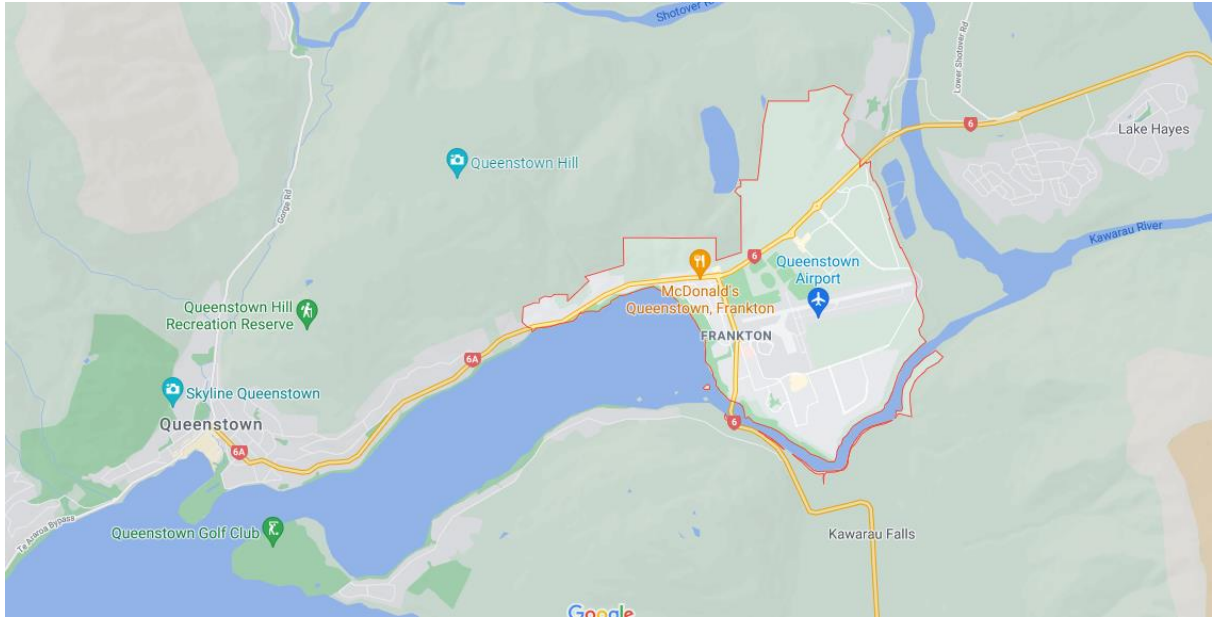 Shotover R
Lower Shotover Rd
6
Lake Hayes
Queenstown Hill
Gorge Rd
Kawarau River
6
Queenstown
Airport
McDonald's
Queenstown, Frankton
Queenstown Hill
Recreation Reserve
FRANKTON
6A
Skyline Queenstown
Queenstown
6
6A
Te Araroa Bypass
Queenstown Golf Club
Kawarau Falls
Google